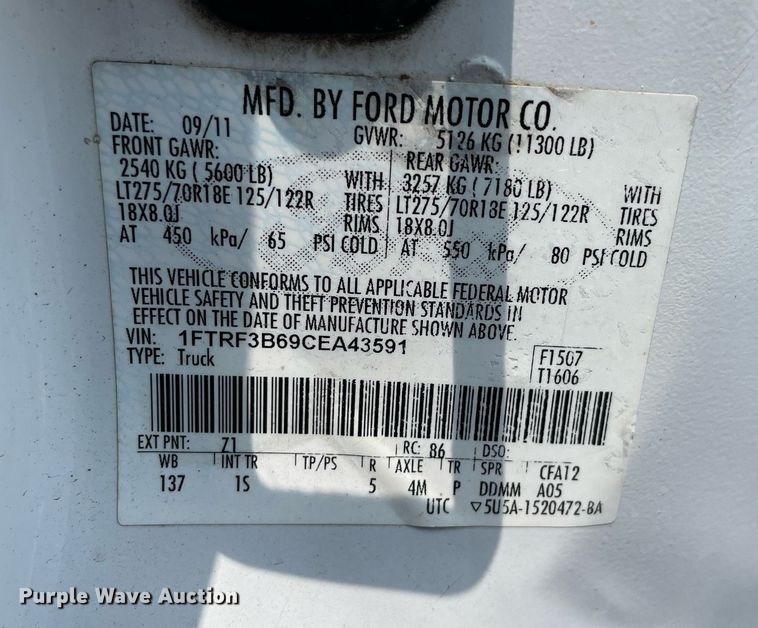 MFD. BY FORD MOTOR CO.
DATE: 09/11 GVWR: 5126 KG (11300 LB)
FRONT GAWR: REAR GAWR:
2540 KG (5600 LB) WITH 3257 KG (7180 LB) WITH
LT275/70R18E 125/122R TIRES LT275/70R18E 125/122R TIRES
18X8.0J RIMS 18X8.0J RIMS
AT 450 kPa/ 65 PSI COLD AT 550 kPa/ 80 PSI COLD
THIS VEHICLE CONFORMS TO ALL APPLICABLE FEDERAL MOTOR
VEHICLE SAFETY AND THEFT PREVENTION STANDARDS IN
EFFECT ON THE DATE OF MANUFACTURE SHOWN ABOVE.
VIN: 1FTRF3B69CEA43591
TYPE: Truck F1507
T1606
EXT PNT: Z1 RC: 86 DSO:
WB INT TR TP/PS R AXLE TR SPR CFA12
137 1S 5 4M P DDMM A05
UTC ▽5U5A-1520472-BA
Purple Wave Auction